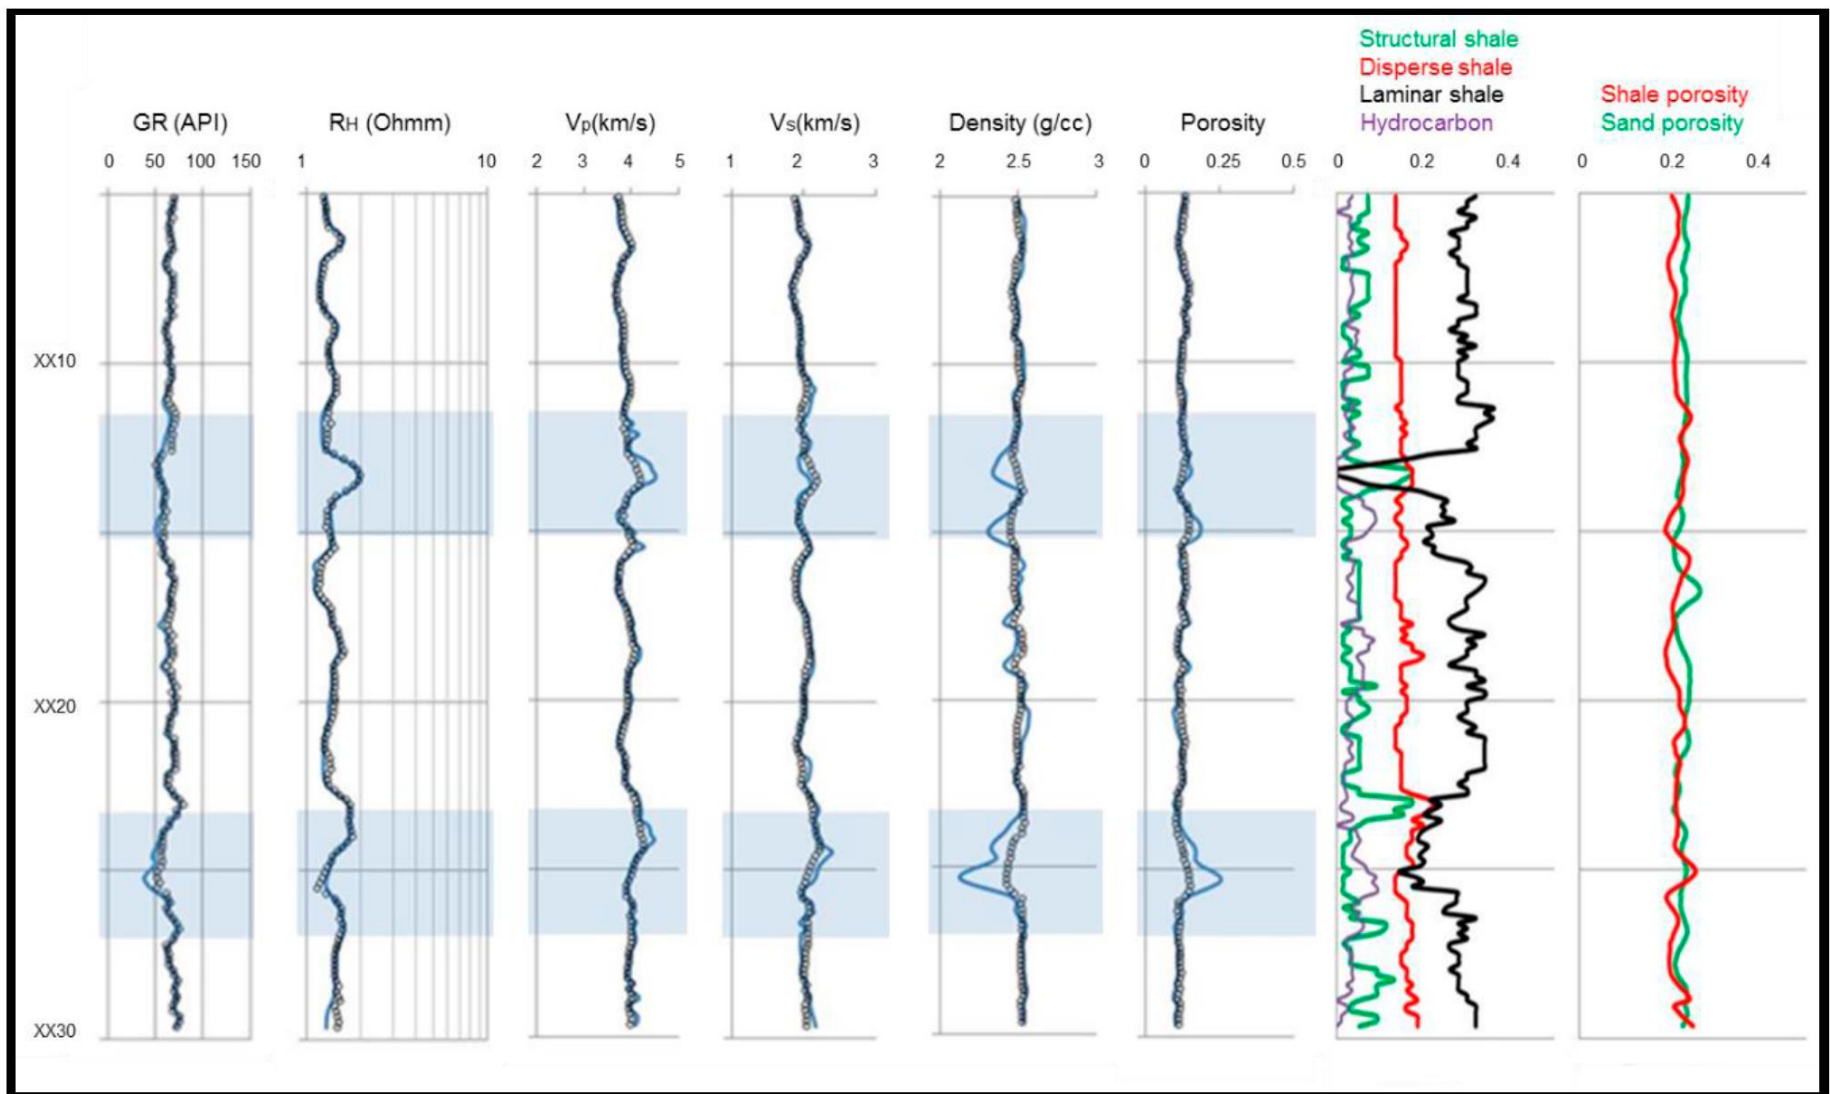 Structural shale
Disperse shale
Laminar shale
Hydrocarbon
Shale porosity
Sand porosity
GR (API)
RH (Ohmm)
Vp(km/s)
Vs(km/s)
Density (g/cc)
Porosity
0 50 100 150
1 10
2 3 4 5
1 2 3
2 2.5 3
0 0.25 0.5
0 0.2 0.4
0 0.2 0.4
XX10
XX20
XX30